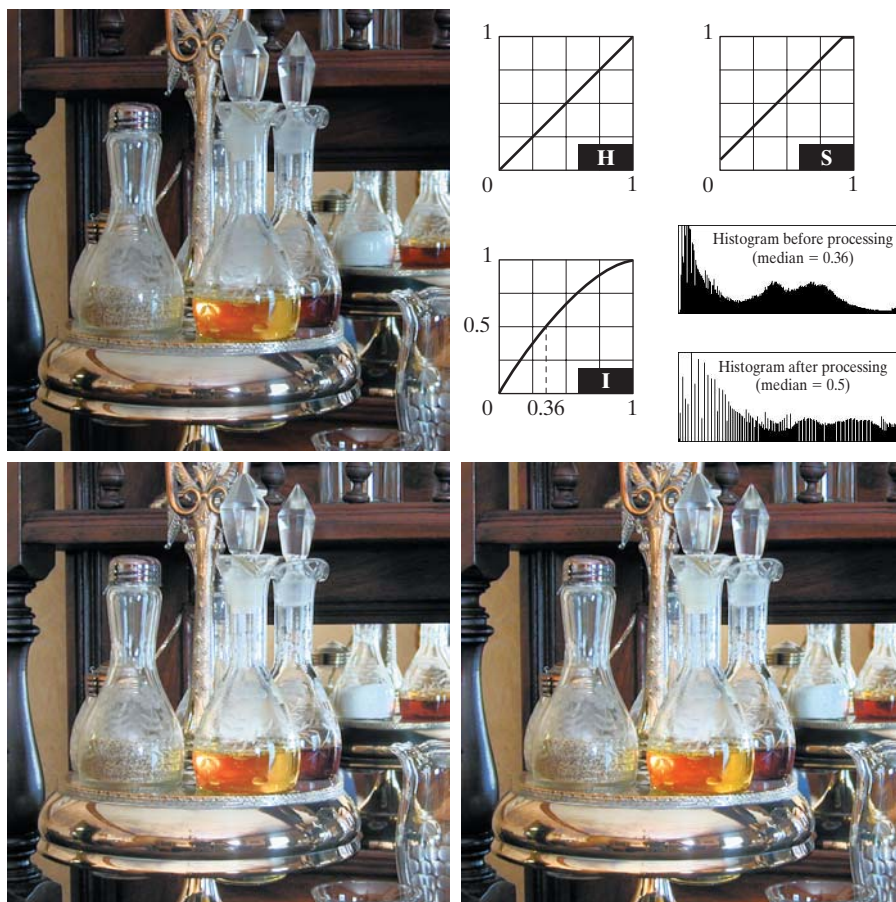 1
H
0
1
1
S
0
1
1
0.5
I
0
0.36
1
Histogram before processing
(median = 0.36)
Histogram after processing
(median = 0.5)